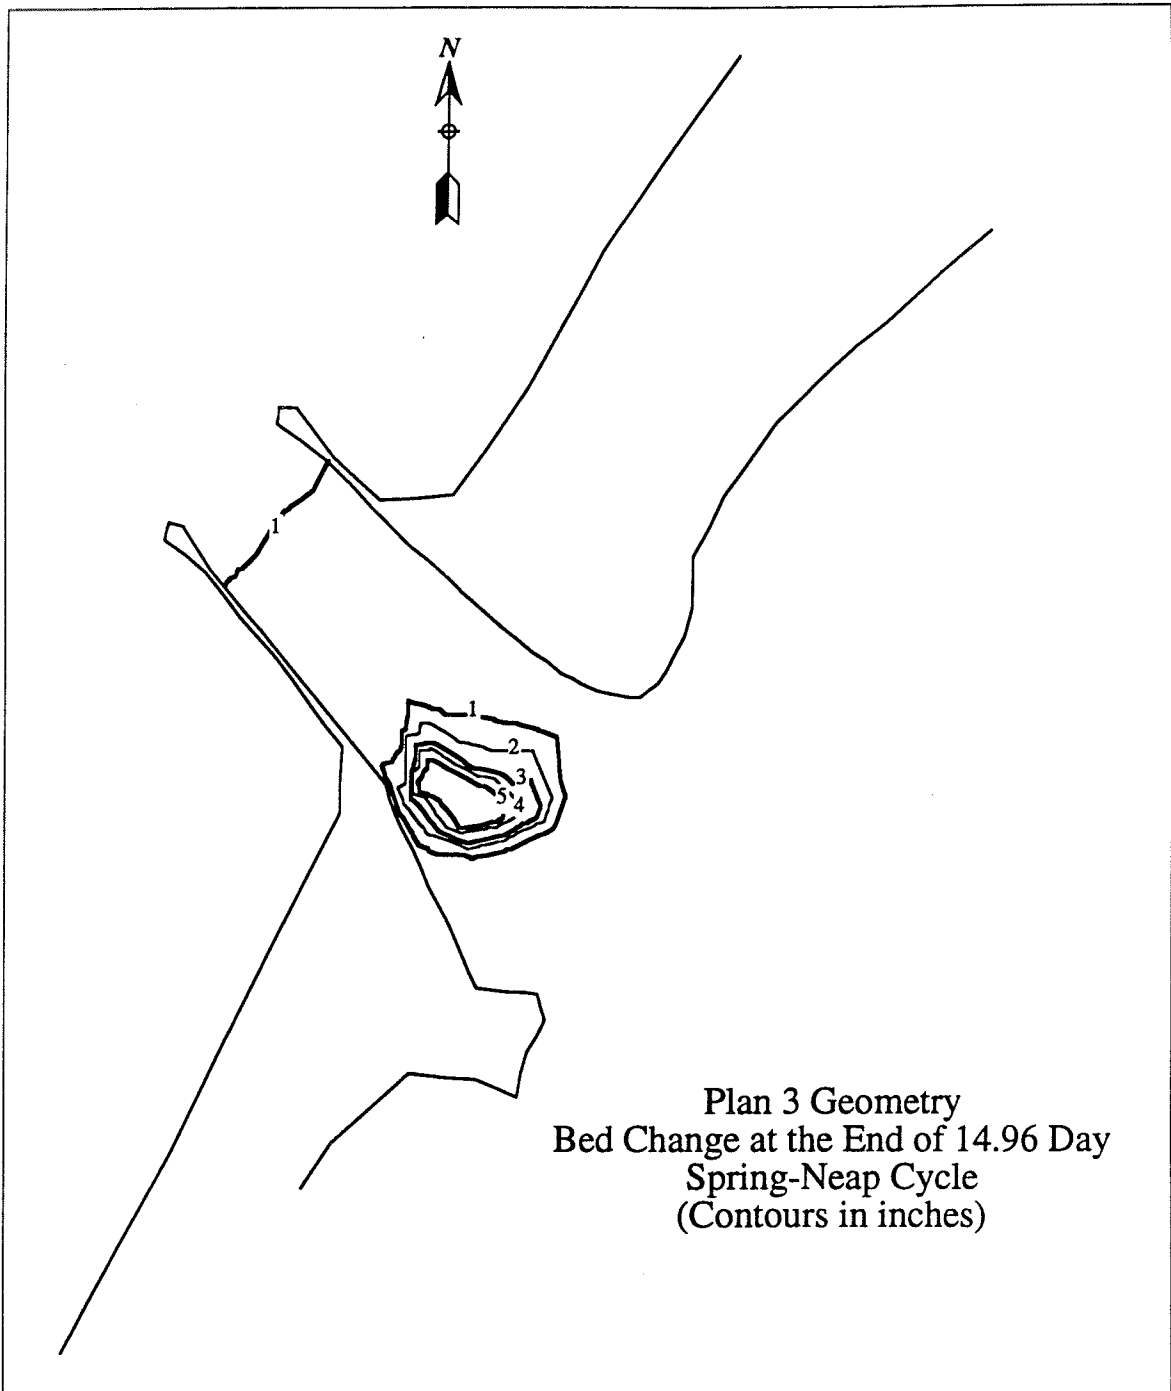 N
1
1
2
3
5
4
Plan 3 Geometry
Bed Change at the End of 14.96 Day
Spring-Neap Cycle
(Contours in inches)